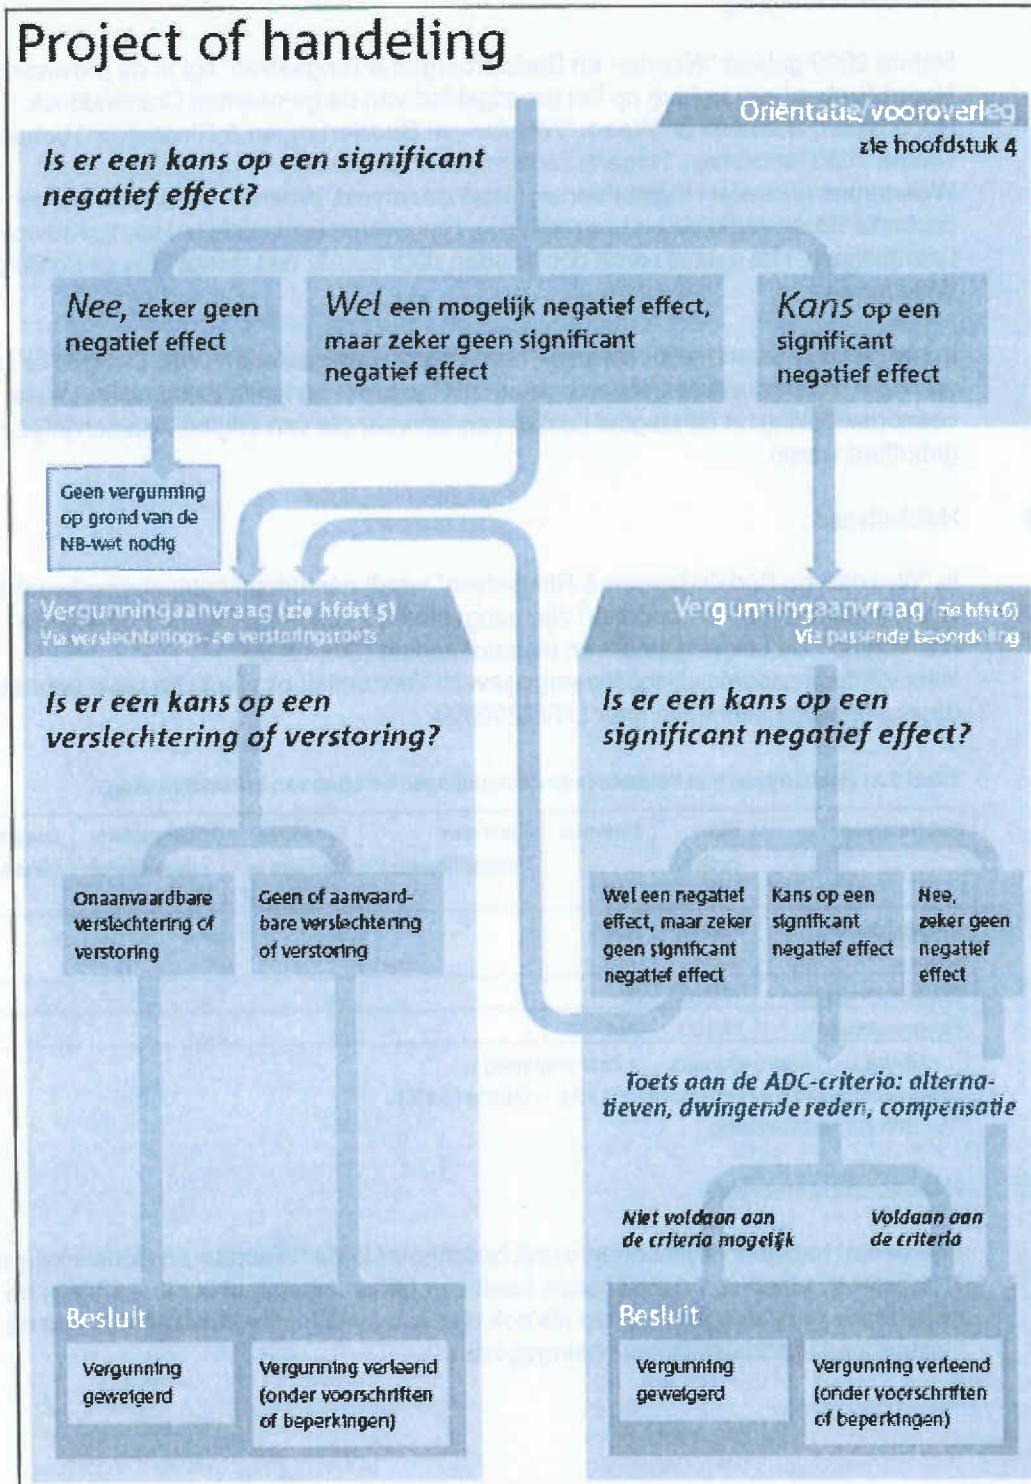 Project of handeling
Oriëntatie/vooroverleg
zie hoofdstuk 4
Is er een kans op een significant
negatief effect?
Nee, zeker geen
negatief effect
Wel een mogelijk negatief effect,
maar zeker geen significant
negatief effect
Kans op een
significant
negatief effect
Geen vergunning
op grond van de
NB-wet nodig
Vergunningaanvraag (zie hfdst 5)
Via verslechterings- en verstoringstoets
Vergunningaanvraag (zie hfst 6)
Via passende beoordeling
Is er een kans op een
verslechtering of verstoring?
Is er een kans op een
significant negatief effect?
Onaanvaardbare
verslechtering of
verstoring
Geen of aanvaard-
bare verslechtering
of verstoring
Wel een negatief
effect, maar zeker
geen significant
negatief effect
Kans op een
significant
negatief effect
Nee,
zeker geen
negatief
effect
Toets aan de ADC-criterio: alterna-
tieven, dwingende reden, compensatie
Niet voldaan aan
de criteria mogelijk
Voldaan aan
de criteria
Besluit
Vergunning
geweigerd
Vergunning verleend
(onder voorschriften
of beperkingen)
Besluit
Vergunning
geweigerd
Vergunning verleend
(onder voorschriften
of beperkingen)